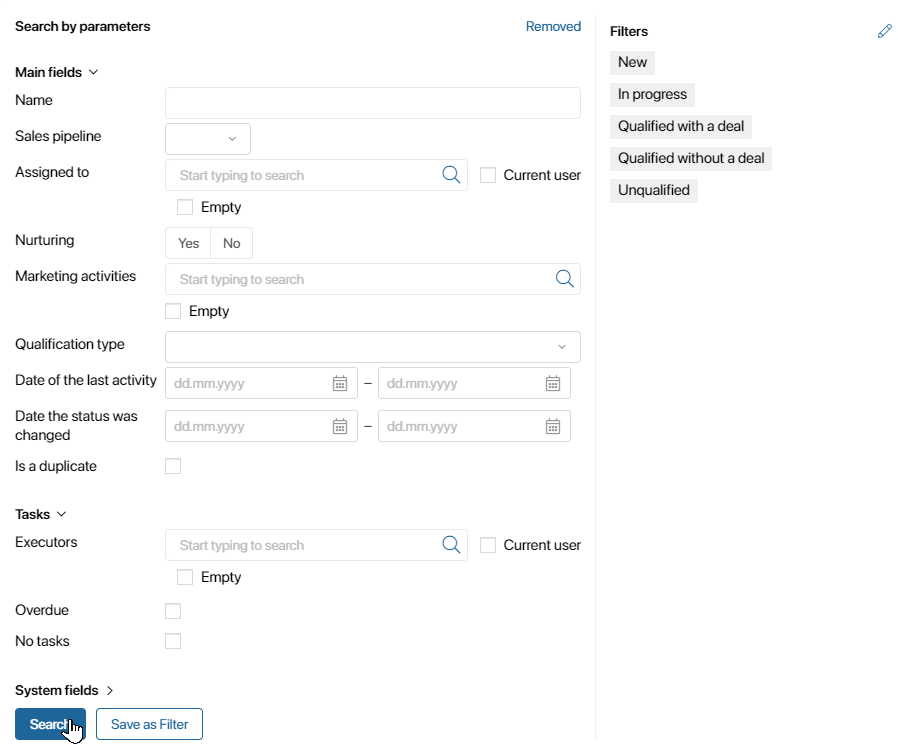 Search by parameters
Removed
Main fields
Name
Sales pipeline
Assigned to
Start typing to search
Current user
Empty
Nurturing
Yes
No
Marketing activities
Start typing to search
Empty
Qualification type
Date of the last activity
dd.mm.yyyy – dd.mm.yyyy
Date the status was
changed
dd.mm.yyyy – dd.mm.yyyy
Is a duplicate
Tasks
Executors
Start typing to search
Current user
Empty
Overdue
No tasks
System fields
Search
Save as Filter
Filters
New
In progress
Qualified with a deal
Qualified without a deal
Unqualified